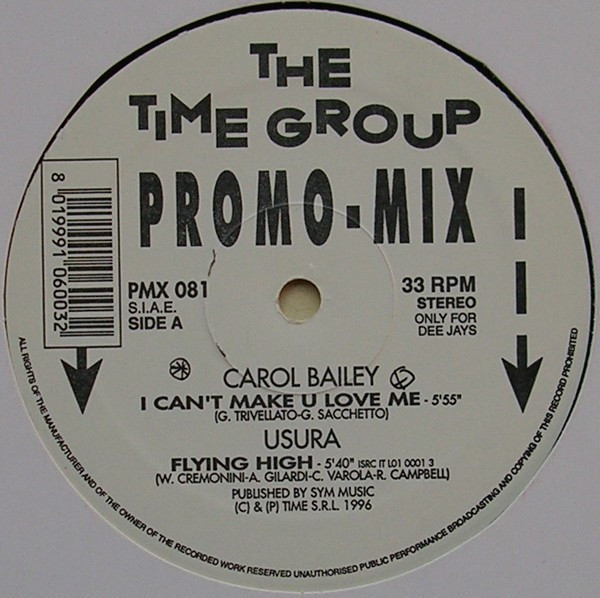 THE
TIME GROUP
PROMO-MIX
8 019991 060032
PMX 081
S.I.A.E.
SIDE A
33 RPM
STEREO
ONLY FOR
DEE JAYS
CAROL BAILEY
I CAN'T MAKE U LOVE ME - 5'55"
(G. TRIVELLATO-G. SACCHETTO)
USURA
FLYING HIGH - 5'40" ISRC IT L01 0001 3
(W. CREMONINI-A. GILARDI-C. VAROLA-R. CAMPBELL)
PUBLISHED BY SYM MUSIC
(C) & (P) TIME S.R.L. 1996
ALL RIGHTS OF THE MANUFACTURER AND OF THE OWNER OF THE RECORDED WORK RESERVED UNAUTHORISED PUBLIC PERFORMANCE BROADCASTING AND COPYING OF THIS RECORD PROHIBITED